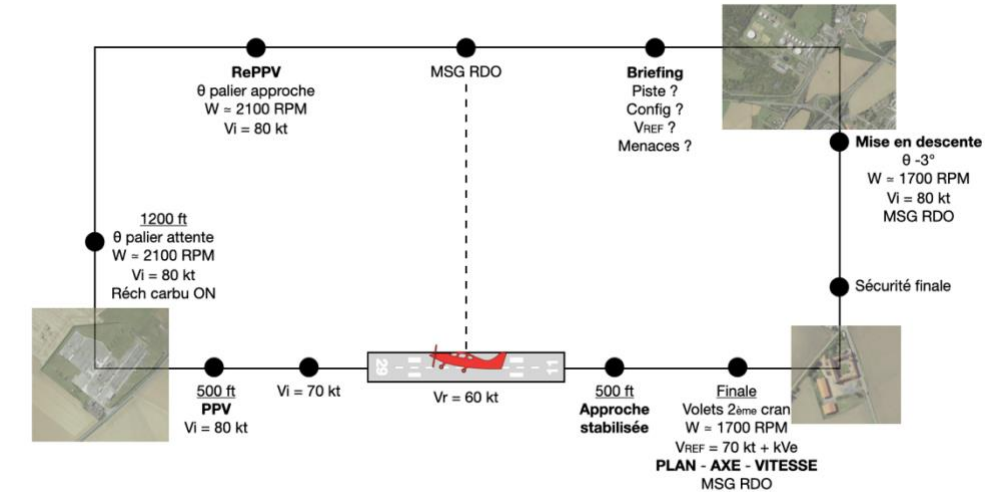 RePPV
θ palier approche
W ≃ 2100 RPM
Vi = 80 kt
MSG RDO
Briefing
Piste ?
Config ?
VREF ?
Menaces ?
Mise en descente
θ -3°
W ≃ 1700 RPM
Vi = 80 kt
MSG RDO
1200 ft
θ palier attente
W ≃ 2100 RPM
Vi = 80 kt
Réch carbu ON
Sécurité finale
29
11
500 ft
PPV
Vi = 80 kt
Vi = 70 kt
Vr = 60 kt
500 ft
Approche
stabilisée
Finale
Volets 2ème cran
W ≃ 1700 RPM
VREF = 70 kt + kVe
PLAN - AXE - VITESSE
MSG RDO